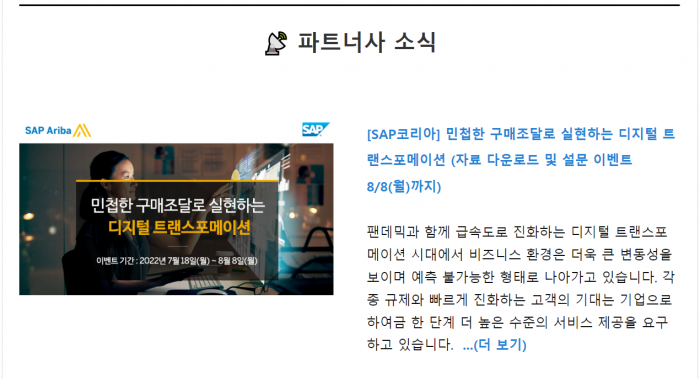 파트너사 소식
SAP Ariba
SAP
민첩한 구매조달로 실현하는
디지털 트랜스포메이션
이벤트 기간 : 2022년 7월 18일(월) ~ 8월 8일(월)
[SAP코리아] 민첩한 구매조달로 실현하는 디지털 트
랜스포메이션 (자료 다운로드 및 설문 이벤트
8/8(월)까지)
팬데믹과 함께 급속도로 진화하는 디지털 트랜스포
메이션 시대에서 비즈니스 환경은 더욱 큰 변동성을
보이며 예측 불가능한 형태로 나아가고 있습니다. 각
종 규제와 빠르게 진화하는 고객의 기대는 기업으로
하여금 한 단계 더 높은 수준의 서비스 제공을 요구
하고 있습니다. ...(더 보기)